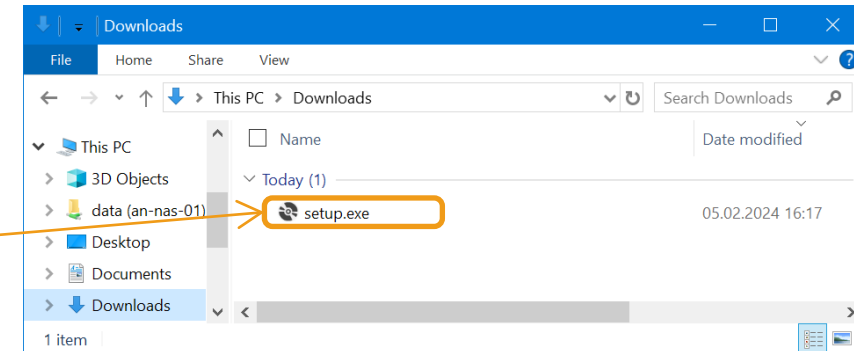 Downloads
File Home Share View
This PC > Downloads Search Downloads
This PC
Name Date modified
3D Objects
Today (1)
data (an-nas-01)
setup.exe 05.02.2024 16:17
Desktop
Documents
Downloads
1 item